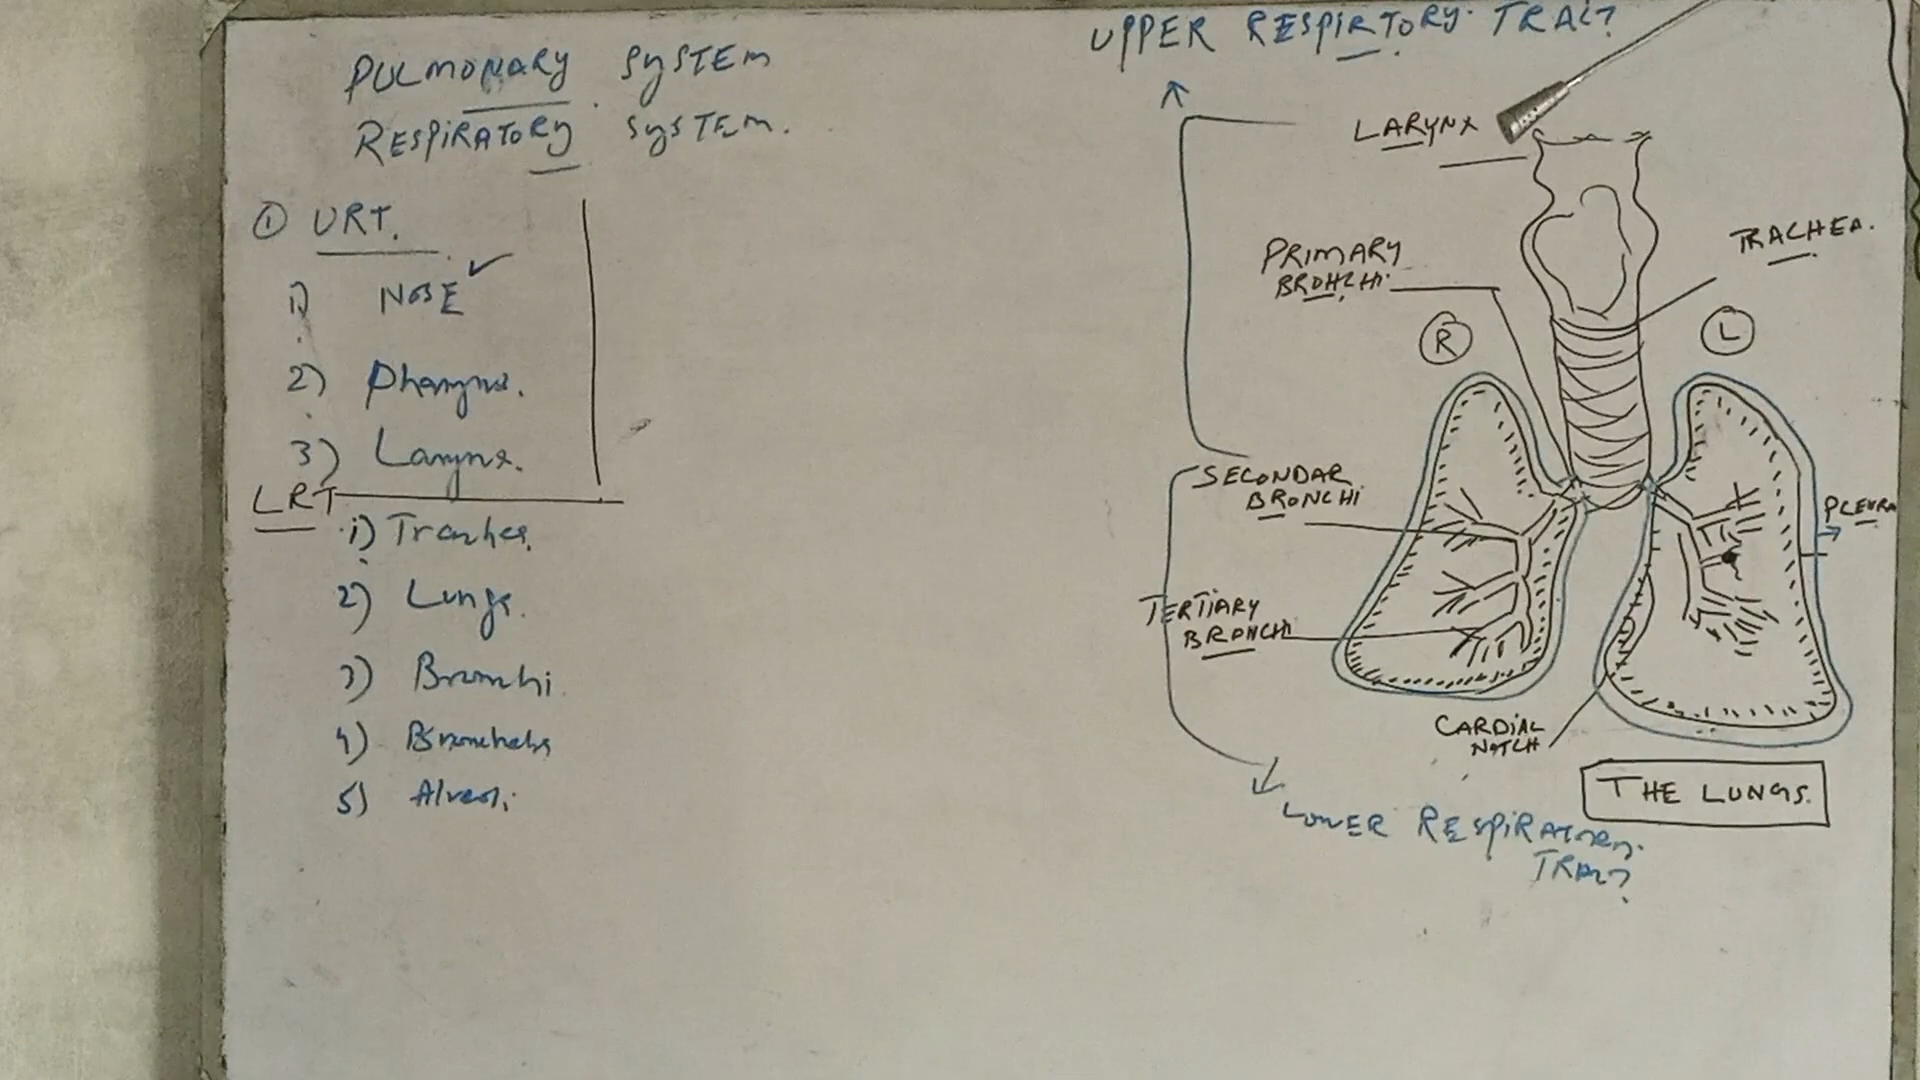 PULMONARY SYSTEM
RESPIRATORY SYSTEM.
① URT.
1) NOSE ✓
2) Pharynx.
3) Larynx.
LRT
1) Trachea.
2) Lungs.
3) Bronchi.
4)
5) Alveoli
UPPER RESPIRTORY TRACT
LARYNX
PRIMARY
BRONCHI.
TRACHEA.
R
L
SECONDAR
BRONCHI
PLEURA
TERTIARY
BRONCHI
CARDIAC
NOTCH
THE LUNGS.
LOWER RESPIRATORY.
TRACT